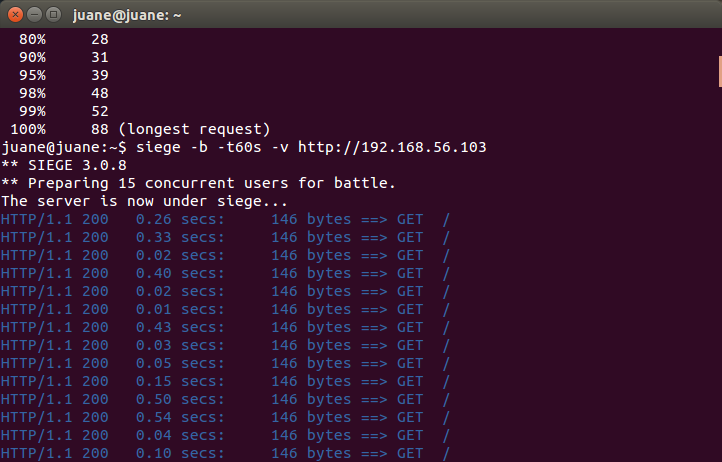 juane@juane: ~
80%     28
90%     31
95%     39
98%     48
99%     52
100%     88 (longest request)
juane@juane:~$ siege -b -t60s -v http://192.168.56.103
** SIEGE 3.0.8
** Preparing 15 concurrent users for battle.
The server is now under siege...
HTTP/1.1 200   0.26 secs:     146 bytes ==> GET  /
HTTP/1.1 200   0.33 secs:     146 bytes ==> GET  /
HTTP/1.1 200   0.02 secs:     146 bytes ==> GET  /
HTTP/1.1 200   0.40 secs:     146 bytes ==> GET  /
HTTP/1.1 200   0.02 secs:     146 bytes ==> GET  /
HTTP/1.1 200   0.01 secs:     146 bytes ==> GET  /
HTTP/1.1 200   0.43 secs:     146 bytes ==> GET  /
HTTP/1.1 200   0.03 secs:     146 bytes ==> GET  /
HTTP/1.1 200   0.05 secs:     146 bytes ==> GET  /
HTTP/1.1 200   0.15 secs:     146 bytes ==> GET  /
HTTP/1.1 200   0.50 secs:     146 bytes ==> GET  /
HTTP/1.1 200   0.54 secs:     146 bytes ==> GET  /
HTTP/1.1 200   0.04 secs:     146 bytes ==> GET  /
HTTP/1.1 200   0.10 secs:     146 bytes ==> GET  /